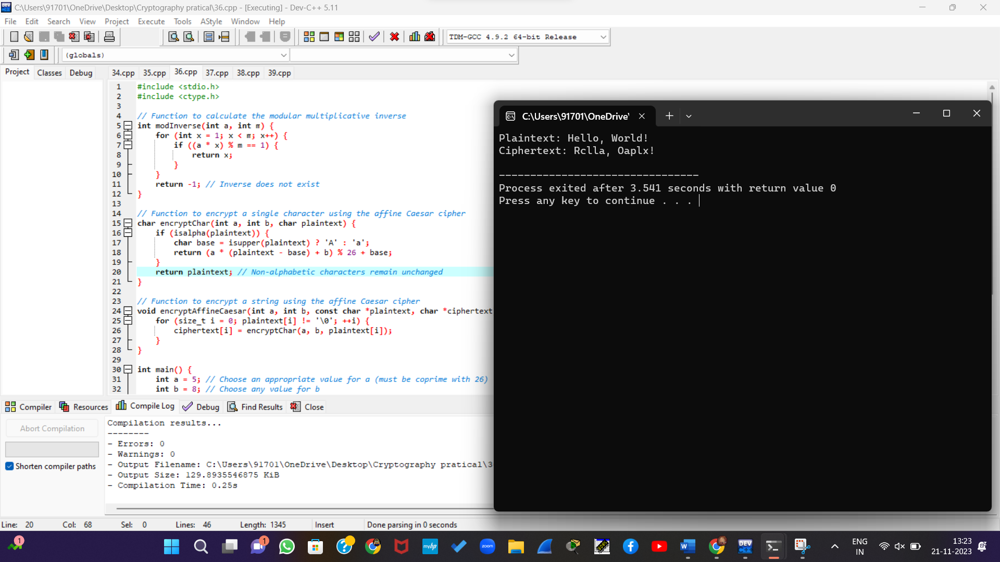 C:\Users\91701\OneDrive\Desktop\Cryptography pratical\36.cpp - [Executing] - Dev-C++ 5.11
File Edit Search View Project Execute Tools AStyle Window Help
TDM-GCC 4.9.2 64-bit Release
(globals)
Project Classes Debug
34.cpp 35.cpp 36.cpp 37.cpp 38.cpp 39.cpp
1 #include <stdio.h>
2 #include <ctype.h>
3
4 // Function to calculate the modular multiplicative inverse
5 int modInverse(int a, int m) {
6 for (int x = 1; x < m; x++) {
7 if ((a * x) % m == 1) {
8 return x;
9 }
10 }
11 return -1; // Inverse does not exist
12 }
13
14 // Function to encrypt a single character using the affine Caesar cipher
15 char encryptChar(int a, int b, char plaintext) {
16 if (isalpha(plaintext)) {
17 char base = isupper(plaintext) ? 'A' : 'a';
18 return (a * (plaintext - base) + b) % 26 + base;
19 }
20 return plaintext; // Non-alphabetic characters remain unchanged
21 }
22
23 // Function to encrypt a string using the affine Caesar cipher
24 void encryptAffineCaesar(int a, int b, const char *plaintext, char *ciphertext
25 for (size_t i = 0; plaintext[i] != '\0'; ++i) {
26 ciphertext[i] = encryptChar(a, b, plaintext[i]);
27 }
28 }
29
30 int main() {
31 int a = 5; // Choose an appropriate value for a (must be coprime with 26)
32 int b = 8; // Choose any value for b
C:\Users\91701\OneDrive'
Plaintext: Hello, World!
Ciphertext: Rclla, Oaplx!
--------------------------------
Process exited after 3.541 seconds with return value 0
Press any key to continue . . .
Compiler Resources Compile Log Debug Find Results Close
Abort Compilation
Shorten compiler paths
Compilation results...
--------
- Errors: 0
- Warnings: 0
- Output Filename: C:\Users\91701\OneDrive\Desktop\Cryptography pratical\3
- Output Size: 129.8935546875 KiB
- Compilation Time: 0.25s
Line: 20 Col: 68 Sel: 0 Lines: 46 Length: 1345 Insert Done parsing in 0 seconds
1
1
myhp
zoom
DEV
C++
ENG
IN
13:23
21-11-2023